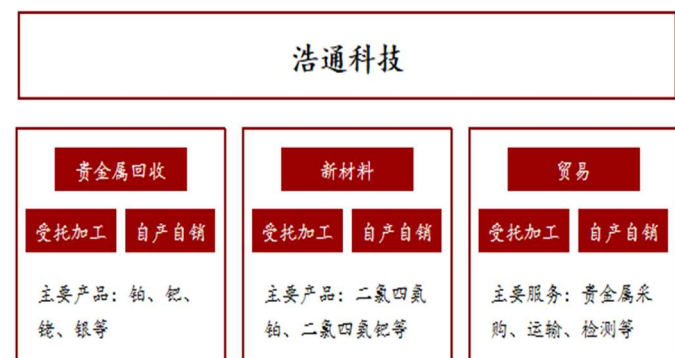 浩通科技
贵金属回收
受托加工 自产自销
主要产品：铂、钯、
铑、银等
新材料
受托加工 自产自销
主要产品：二氯四氨
铂、二氯四氨钯等
贸易
受托加工 自产自销
主要服务：贵金属采
购、运输、检测等